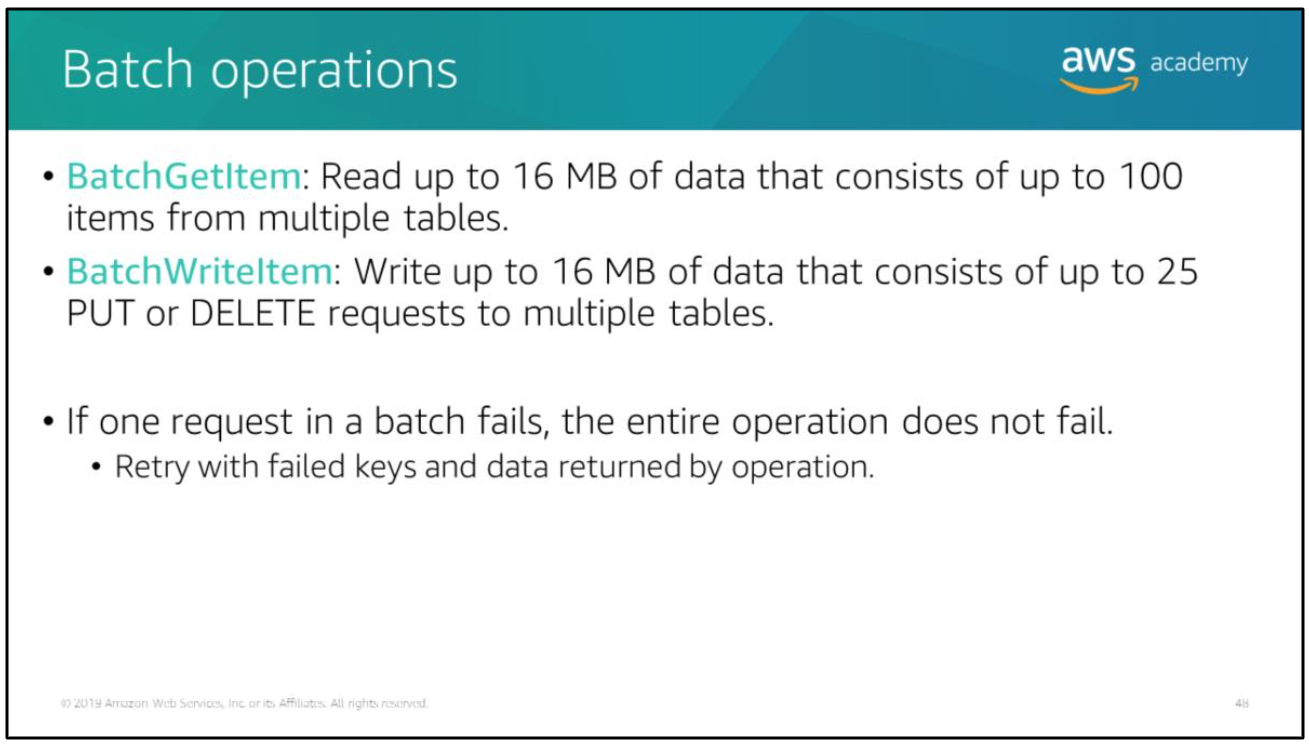 Batch operations
aws academy
• BatchGetItem: Read up to 16 MB of data that consists of up to 100
items from multiple tables.
• BatchWriteItem: Write up to 16 MB of data that consists of up to 25
PUT or DELETE requests to multiple tables.
• If one request in a batch fails, the entire operation does not fail.
• Retry with failed keys and data returned by operation.
© 2019 Amazon Web Services, Inc. or its Affiliates. All rights reserved.
48